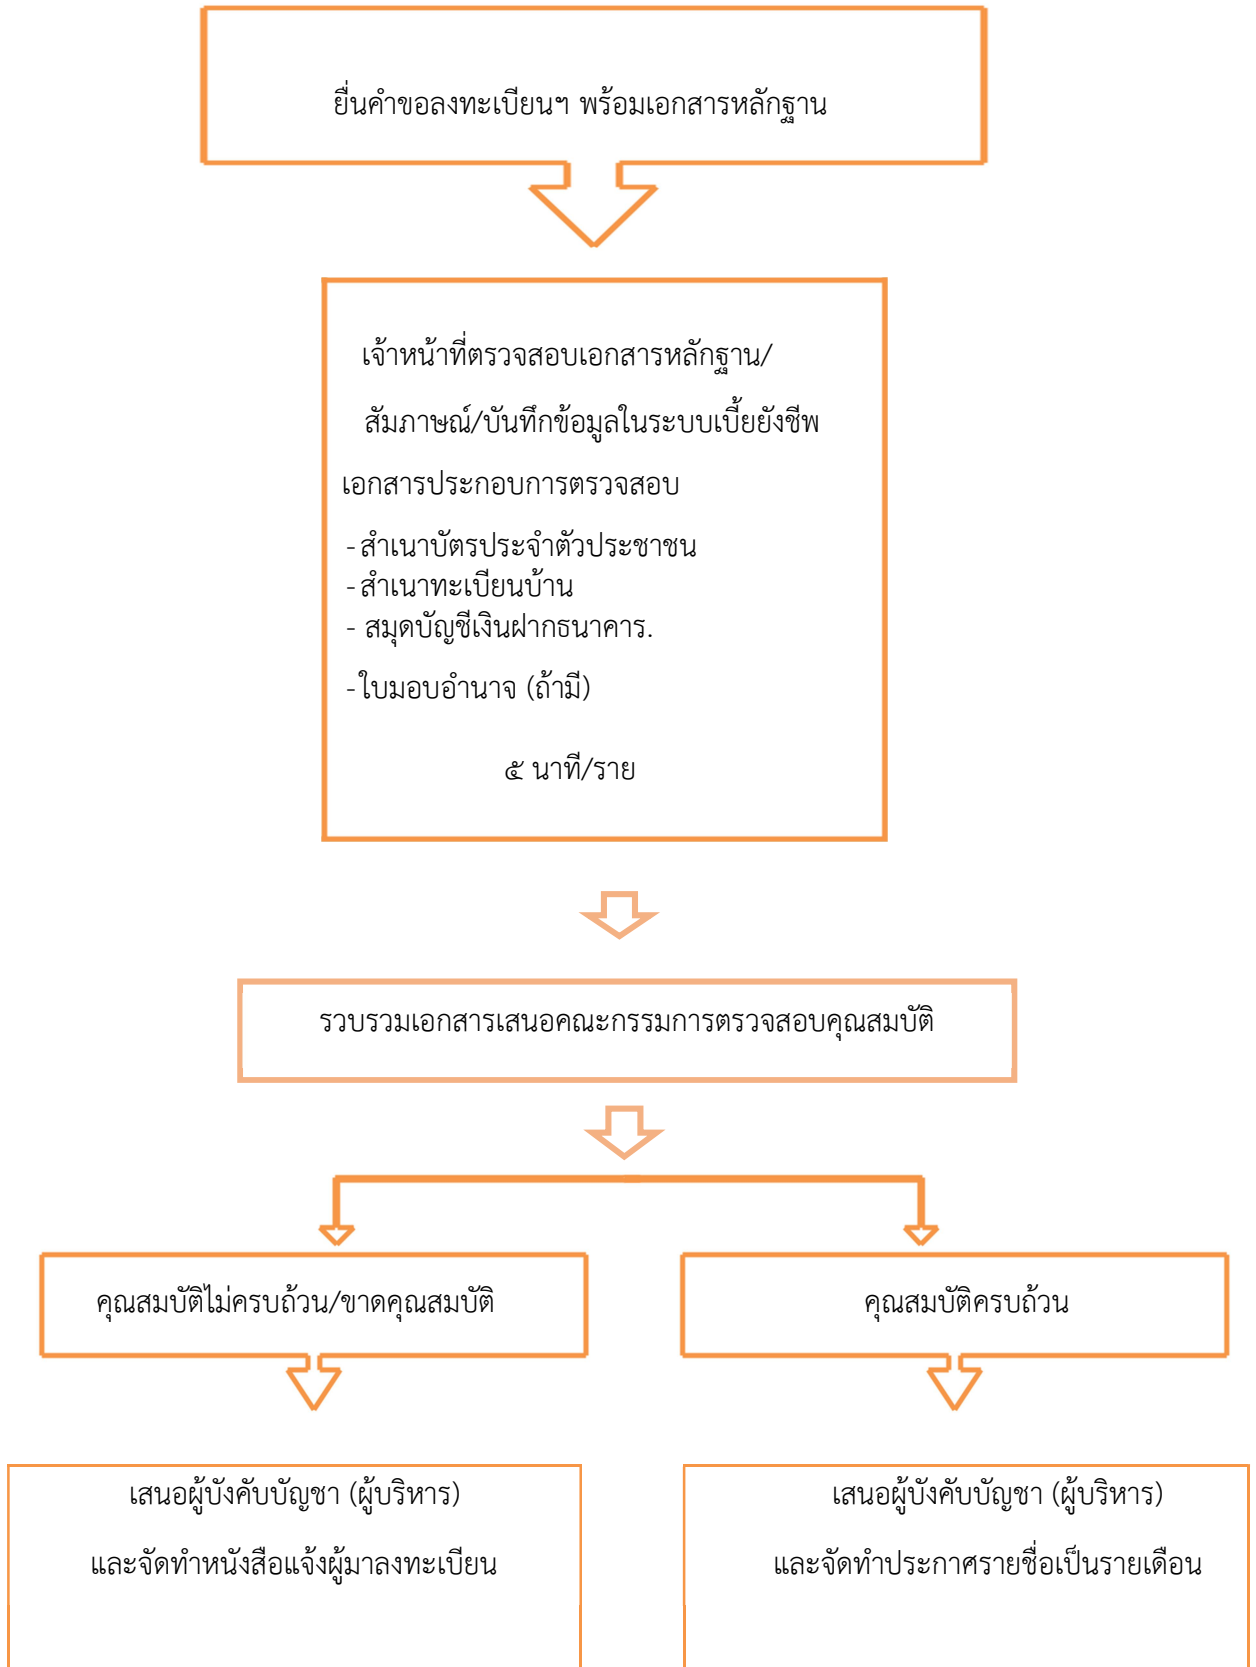 ยื่นคำขอลงทะเบียนฯ พร้อมเอกสารหลักฐาน
เจ้าหน้าที่ตรวจสอบเอกสารหลักฐาน/
สัมภาษณ์/บันทึกข้อมูลในระบบเบี้ยยังชีพ
เอกสารประกอบการตรวจสอบ
- สำเนาบัตรประจำตัวประชาชน
- สำเนาทะเบียนบ้าน
- สมุดบัญชีเงินฝากธนาคาร.
- ใบมอบอำนาจ (ถ้ามี)
๕ นาที/ราย
รวบรวมเอกสารเสนอคณะกรรมการตรวจสอบคุณสมบัติ
คุณสมบัติไม่ครบถ้วน/ขาดคุณสมบัติ
คุณสมบัติครบถ้วน
เสนอผู้บังคับบัญชา (ผู้บริหาร)
และจัดทำหนังสือแจ้งผู้มาลงทะเบียน
เสนอผู้บังคับบัญชา (ผู้บริหาร)
และจัดทำประกาศรายชื่อเป็นรายเดือน